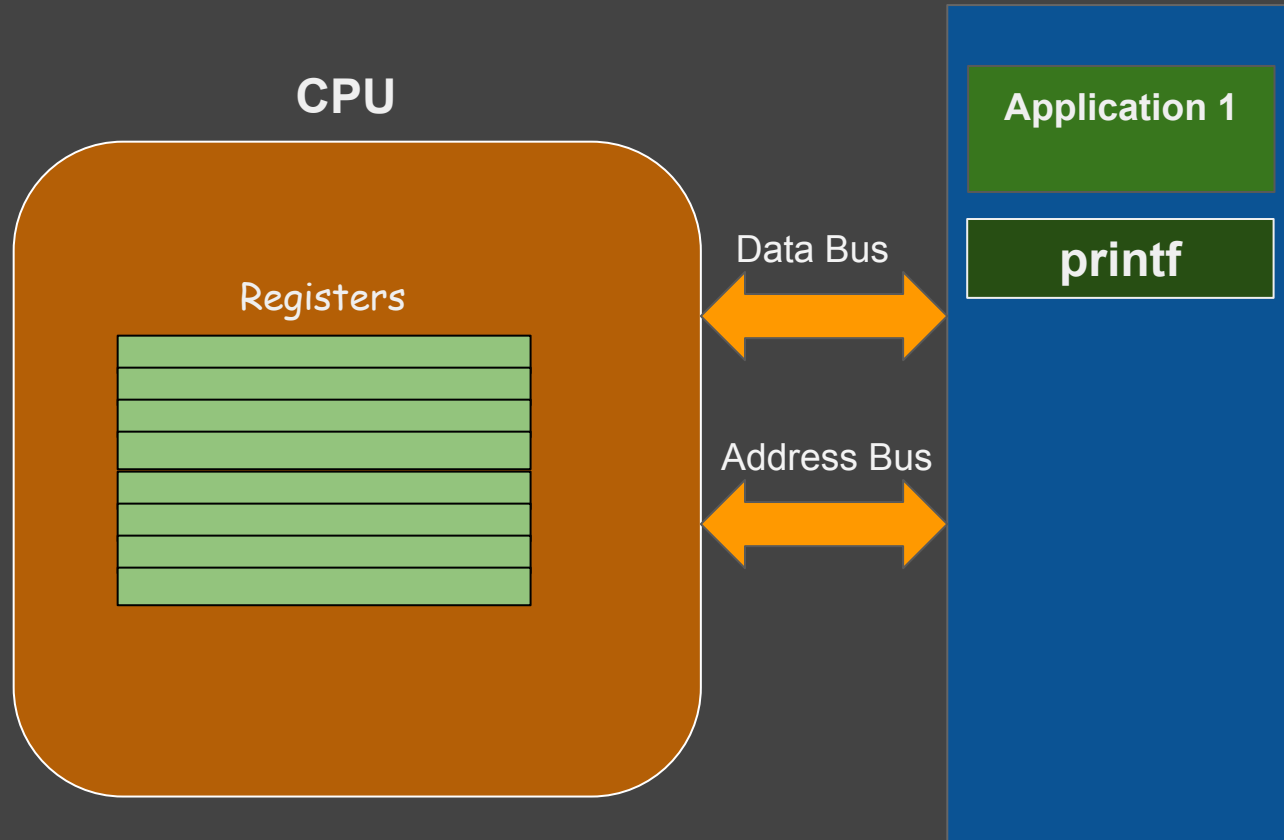 CPU
Registers
Data Bus
Address Bus
Application 1
printf